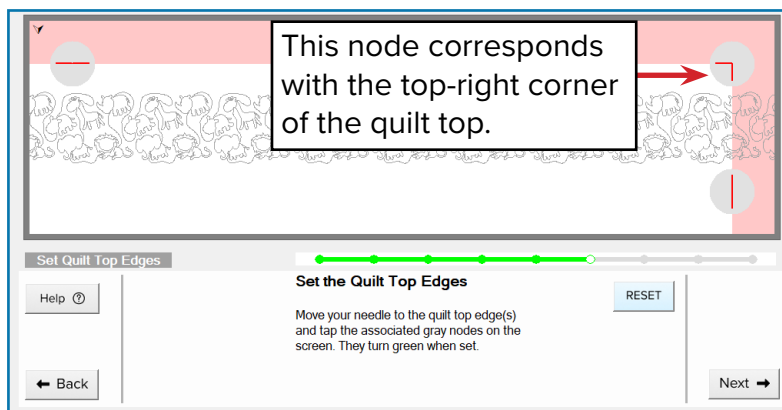 This node corresponds
with the top-right corner
of the quilt top.
Set Quilt Top Edges
Set the Quilt Top Edges
Help ?
RESET
Move your needle to the quilt top edge(s)
and tap the associated gray nodes on the
screen. They turn green when set.
Back
Next